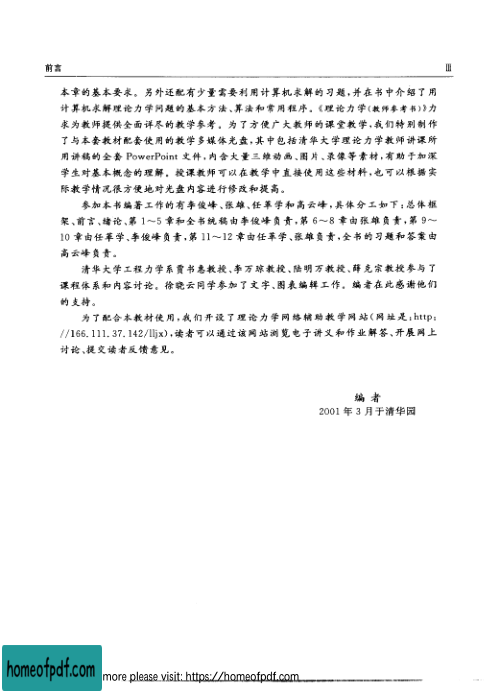 前言 Ⅲ
本章的基本要求。另外还配有少量需要利用计算机求解的习题,并在书中介绍了用
计算机求解理论力学问题的基本方法、算法和常用程序。《理论力学(教师参考书)》力
求为教师提供全面详尽的教学参考。为了方便广大教师的课堂教学,我们特别制作
了与本套教材配套使用的教学多媒体光盘,其中包括清华大学理论力学教师讲课所
用讲稿的全套 PowerPoint 文件,内含大量三维动画、图片、录像等素材,有助于加深
学生对基本概念的理解。授课教师可以在教学中直接使用这些材料,也可以根据实
际教学情况很方便地对光盘内容进行修改和提高。
参加本书编著工作的有李俊峰、张雄、任革学和高云峰,具体分工如下:总体框
架、前言、绪论、第 1~5 章和全书统稿由李俊峰负责,第 6~8 章由张雄负责,第 9~
10 章由任革学、李俊峰负责,第 11~12 章由任革学、张雄负责,全书的习题和答案由
高云峰负责。
清华大学工程力学系贾书惠教授、李万琼教授、陆明万教授、薛克宗教授参与了
课程体系和内容讨论。徐晓云同学参加了文字、图表编辑工作。编者在此感谢他们
的支持。
为了配合本教材使用,我们开设了理论力学网络辅助教学网站(网址是:http:
//166.111.37.142/lljx),读者可以通过该网站浏览电子讲义和作业解答、开展网上
讨论、提交读者反馈意见。
编 者
2001 年 3 月于清华园
homeofpdf.com
more please visit: https://homeofpdf.com